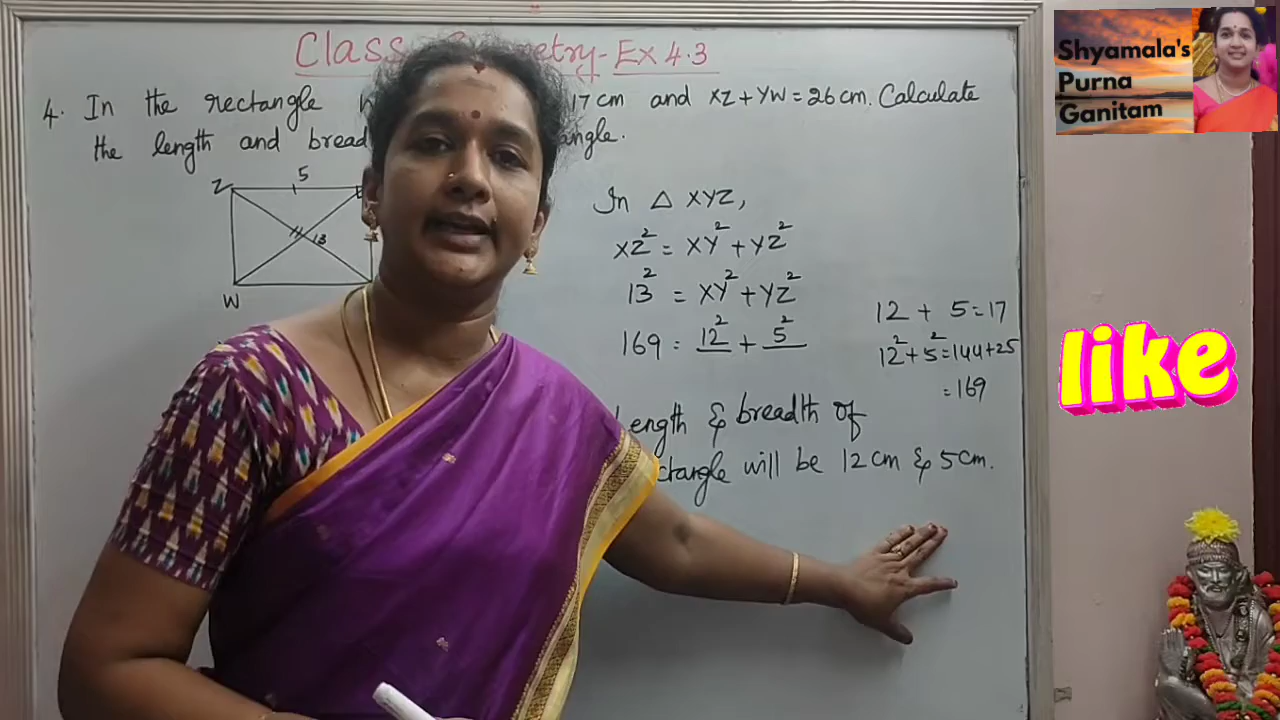 Class Geometry - Ex 4.3
4. In the rectangle 17 cm and XZ + YW = 26 cm. Calculate
the length and bread angle.
Z 5
13
W
In △ XYZ,
XZ² = XY² + YZ²
13² = XY² + YZ²
169 = 12² + 5²
12 + 5 = 17
12² + 5² = 144 + 25
= 169
Length & breadth of
ctangle will be 12 cm & 5 cm.
Shyamala's
Purna
Ganitam
like